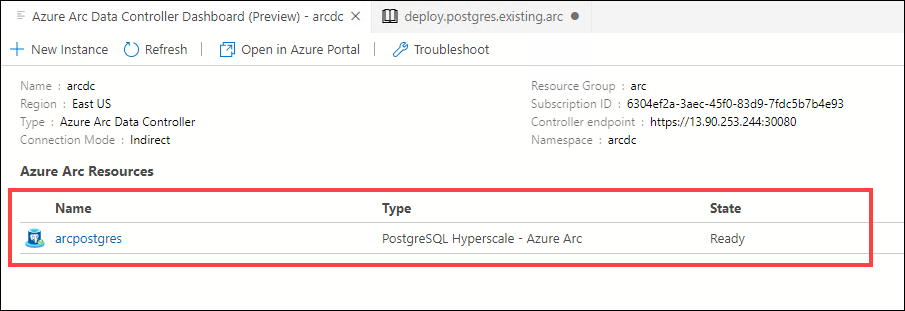 Azure Arc Data Controller Dashboard (Preview) - arcdc deploy.postgres.existing.arc
New Instance Refresh Open in Azure Portal Troubleshoot
Name : arcdc Resource Group : arc
Region : East US Subscription ID : 6304ef2a-3aec-45f0-83d9-7fdc5b7b4e93
Type : Azure Arc Data Controller Controller endpoint : https://13.90.253.244:30080
Connection Mode : Indirect Namespace : arcdc
Azure Arc Resources
Name Type State
arcpostgres PostgreSQL Hyperscale - Azure Arc Ready